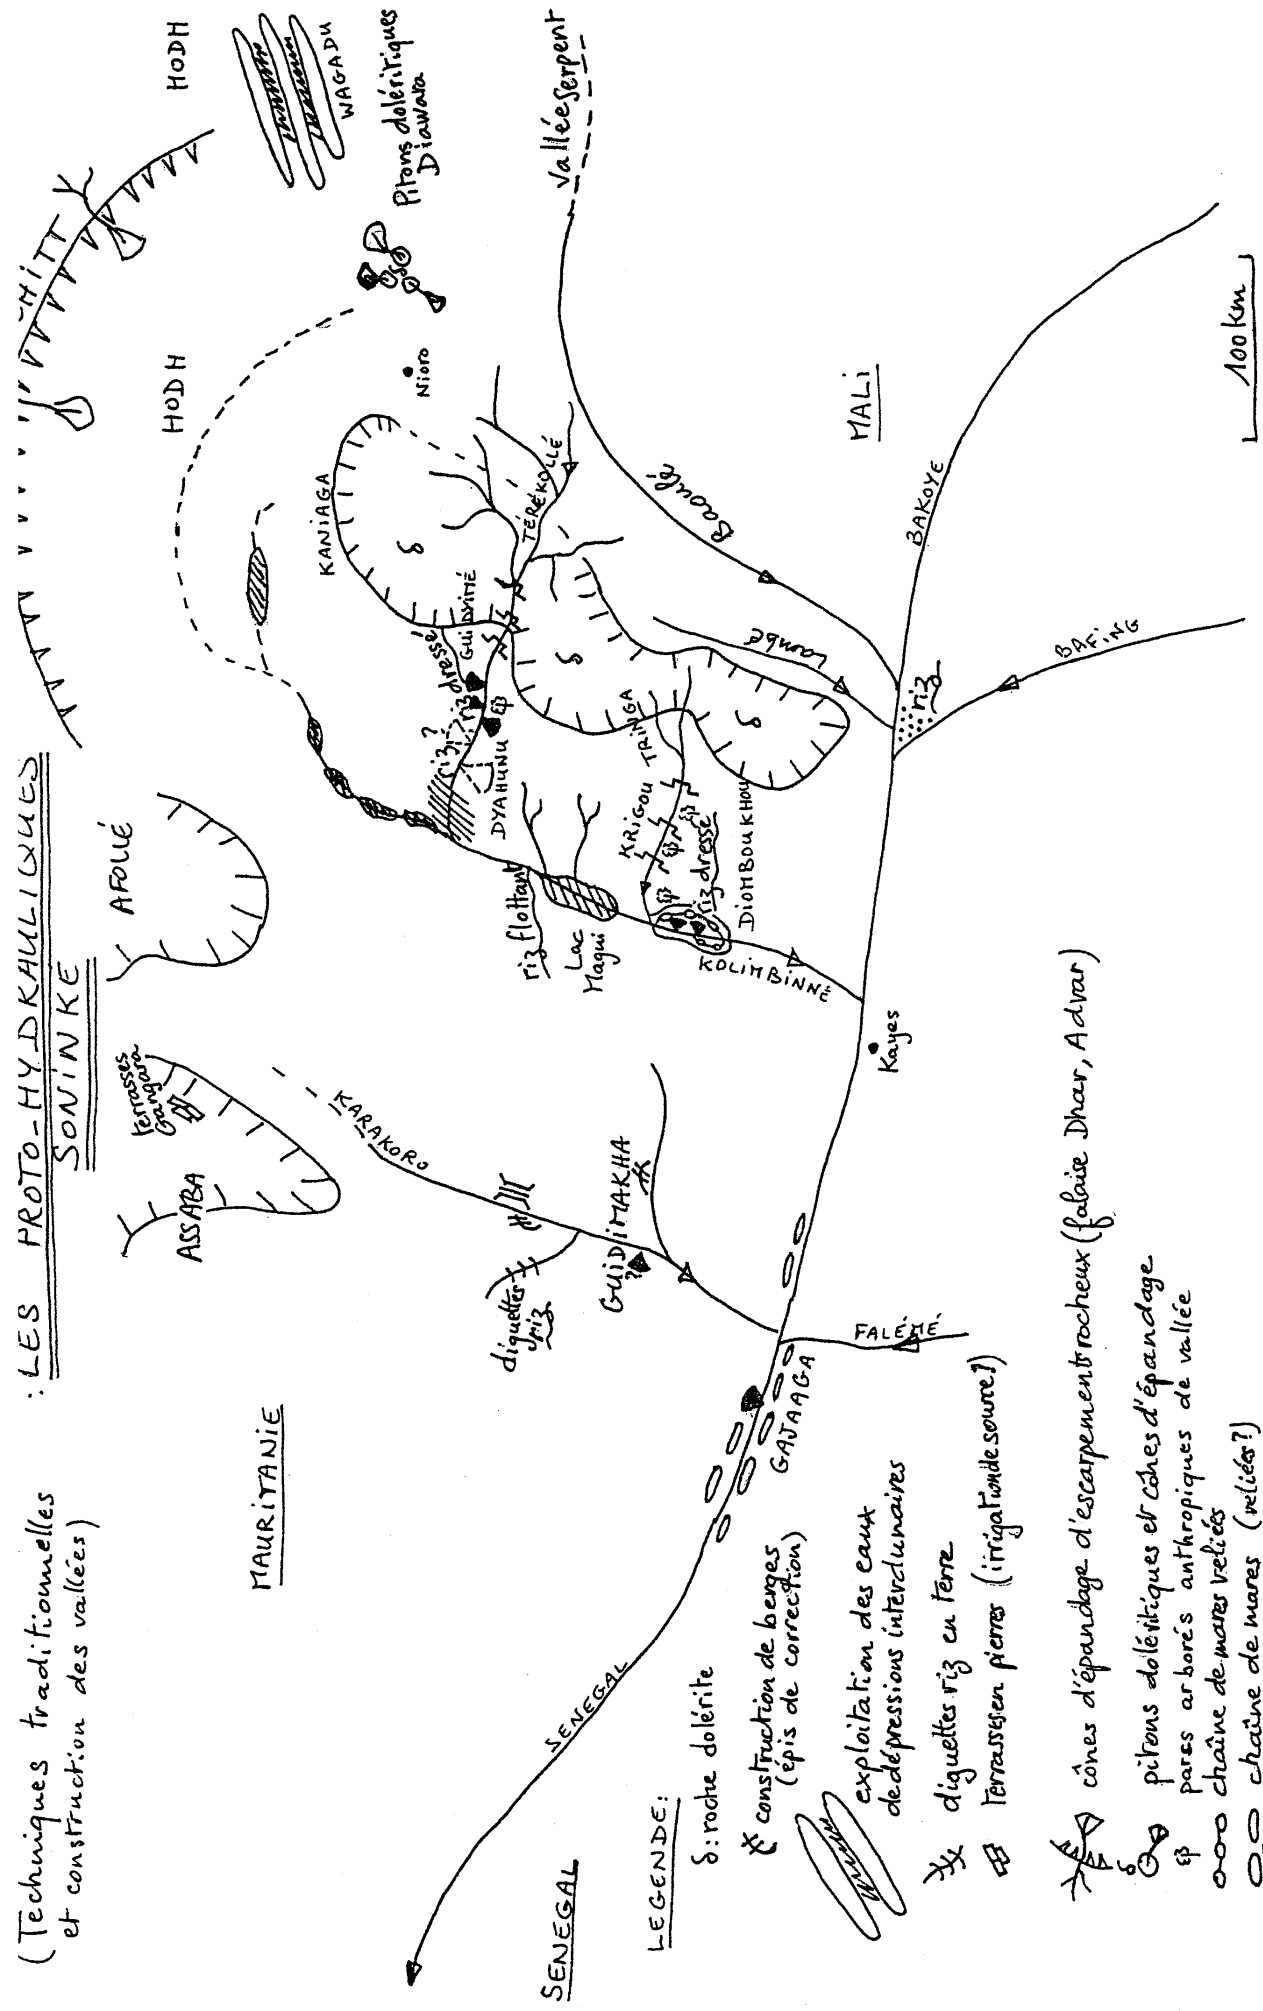 : LES PROTO-HYDRAULIQUES
SONINKE
(Techniques traditionnelles
et construction des vallées)
HODH
HODH
WAGADU
Pitons doléritiques
Diawara
AFOLLÉ
ASSABA
Terrasses
Gangara
MAURITANIE
KANIAGA
Nioro
Vallée Serpent
δ
δ
δ
TÉRÉKOLLÉ
GUIDYIMÉ
riz dressé
riz ?
DYAHUNU
KARAKORO
riz flottant
Lac
Magui
KRIGOU
TRINGA
riz dressé
DIOMBOUKHOU
KOLIMBINNÉ
Baoulé
MALI
Lambé
BAKOYE
riz
BAFING
diguettes
riz
GUIDIMAKHA
?
Kayes
FALÉMÉ
GAJAAGA
SENEGAL
SENEGAL
100 km
LEGENDE:
δ : roche dolérite
construction de berges
(épis de correction)
exploitation des eaux
de dépressions interdunaires
diguettes riz en terre
terrasses en pierres (irrigation de source?)
cônes d'épandage d'escarpements rocheux (falaise Dhar, Adrar)
δ
pitons doléritiques et cônes d'épandage
parcs arborés anthropiques de vallée
chaîne de mares reliées
chaîne de mares (reliées?)